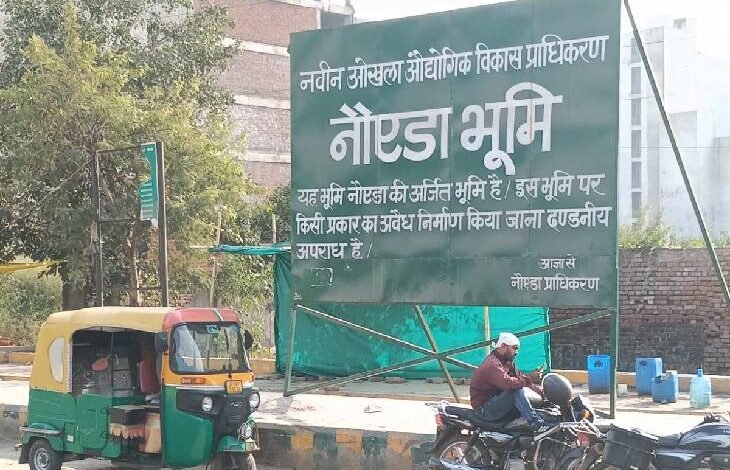 नवीन ओखला औद्योगिक विकास प्राधिकरण
नौएडा भूमि
यह भूमि नौएडा की अर्जित भूमि है / इस भूमि पर
किसी प्रकार का अवैध निर्माण किया जाना दण्डनीय
अपराध है /
आज्ञा से
नौएडा प्राधिकरण